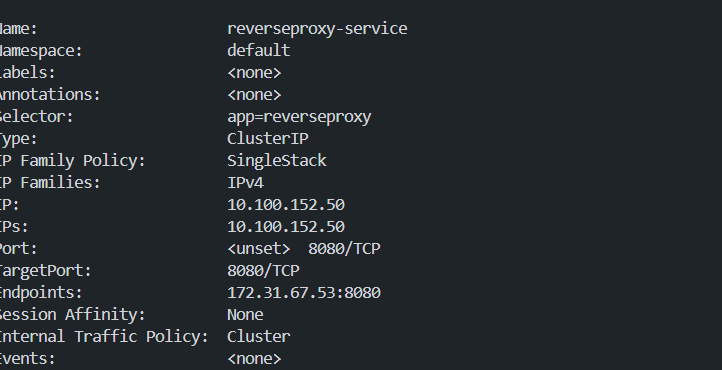 Name: reverseproxy-service
Namespace: default
Labels: <none>
Annotations: <none>
Selector: app=reverseproxy
Type: ClusterIP
IP Family Policy: SingleStack
IP Families: IPv4
IP: 10.100.152.50
IPs: 10.100.152.50
Port: <unset> 8080/TCP
TargetPort: 8080/TCP
Endpoints: 172.31.67.53:8080
Session Affinity: None
Internal Traffic Policy: Cluster
Events: <none>